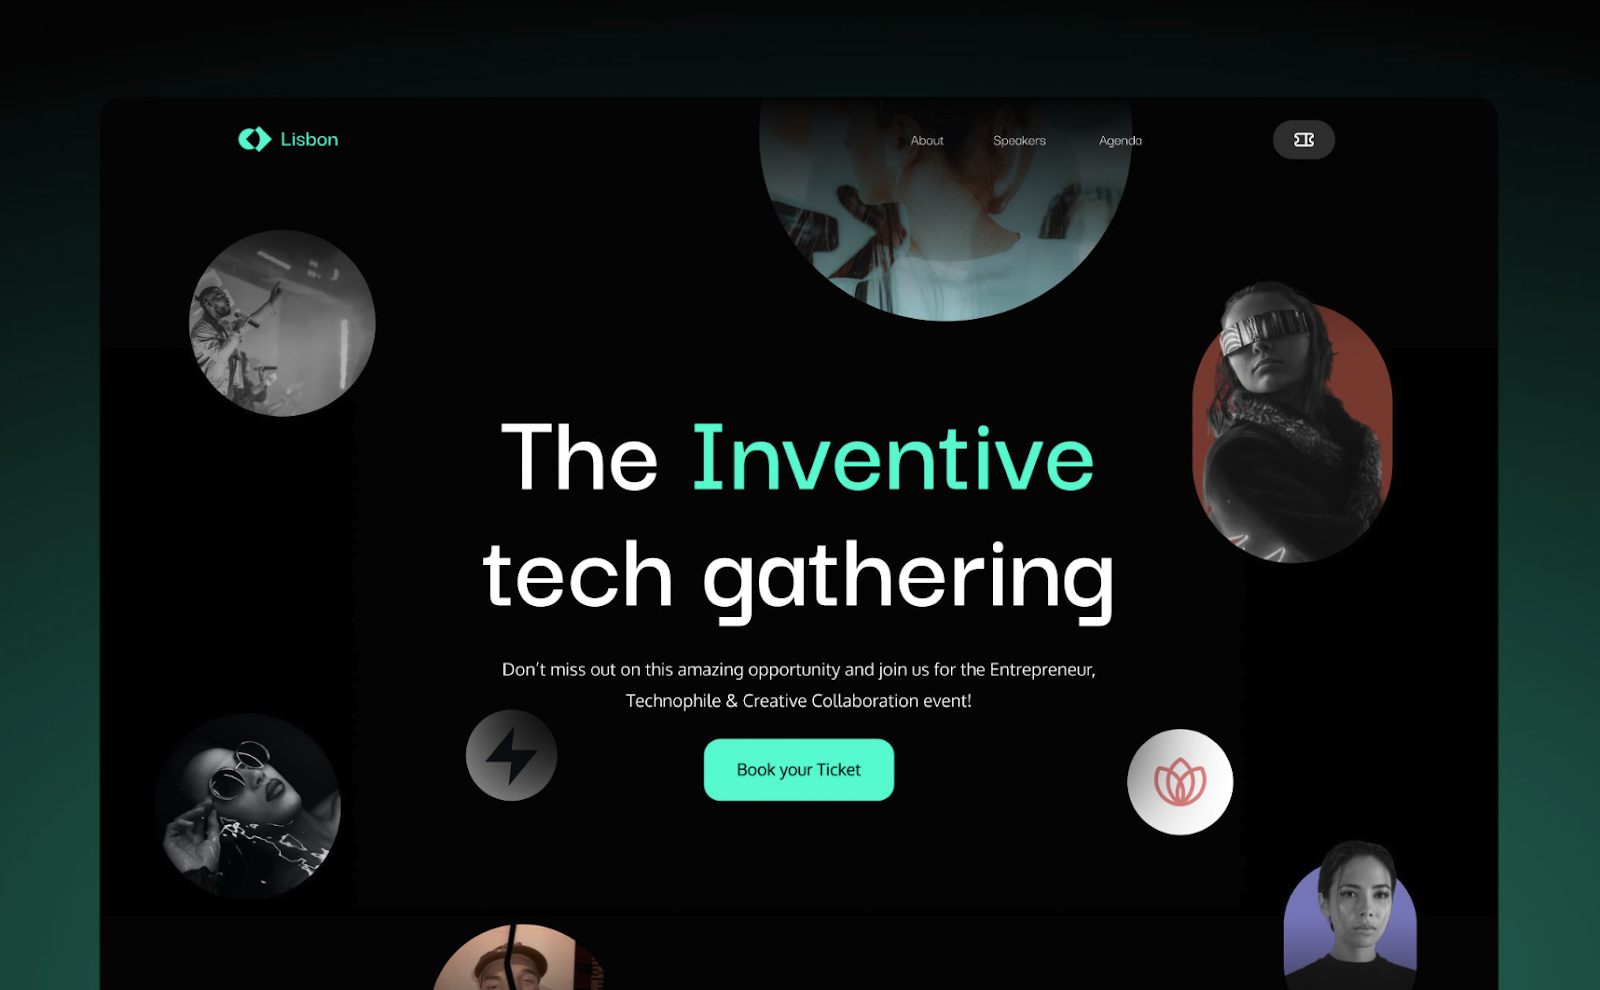 Lisbon
About
Speakers
Agenda
The Inventive
tech gathering
Don’t miss out on this amazing opportunity and join us for the Entrepreneur,
Technophile & Creative Collaboration event!
Book your Ticket